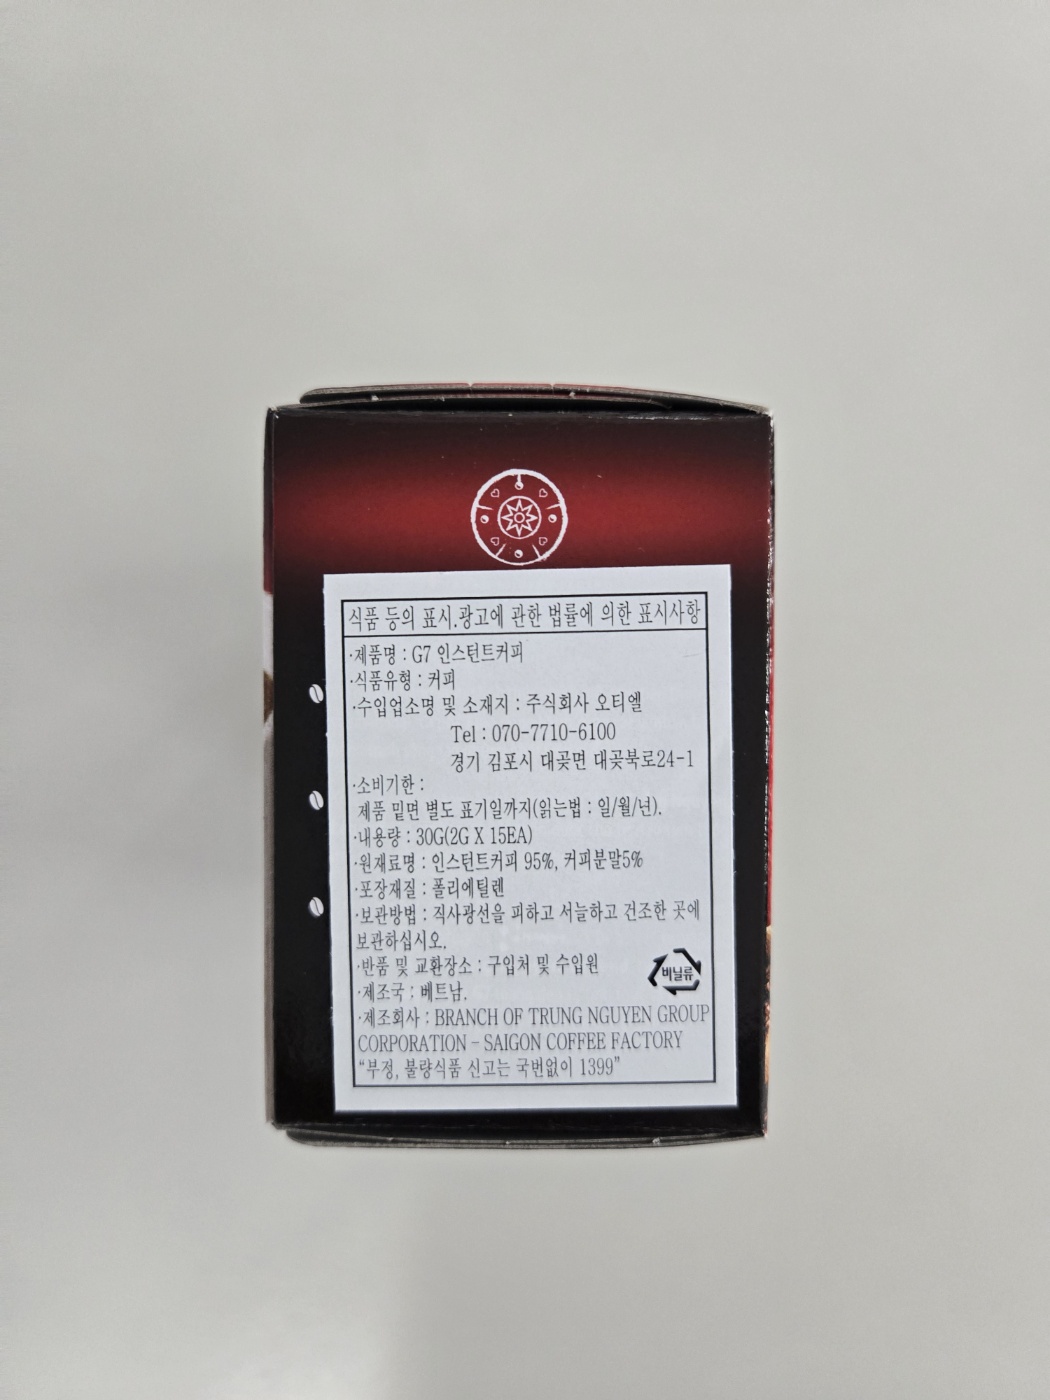 식품 등의 표시.광고에 관한 법률에 의한 표시사항
·제품명 : G7 인스턴트커피
·식품유형 : 커피
·수입업소명 및 소재지 : 주식회사 오티엘
Tel : 070-7710-6100
경기 김포시 대곶면 대곶북로24-1
·소비기한 :
제품 밑면 별도 표기일까지(읽는법 : 일/월/년).
·내용량 : 30G(2G X 15EA)
·원재료명 : 인스턴트커피 95%, 커피분말5%
·포장재질 : 폴리에틸렌
·보관방법 : 직사광선을 피하고 서늘하고 건조한 곳에
보관하십시오.
·반품 및 교환장소 : 구입처 및 수입원
비닐류
·제조국 : 베트남.
·제조회사 : BRANCH OF TRUNG NGUYEN GROUP
CORPORATION - SAIGON COFFEE FACTORY
“부정, 불량식품 신고는 국번없이 1399”